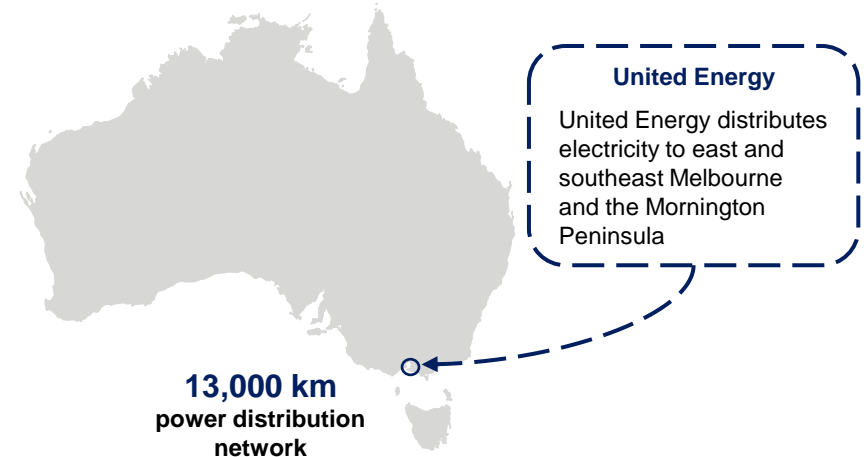 United Energy
United Energy distributes
electricity to east and
southeast Melbourne
and the Mornington
Peninsula
13,000 km
power distribution
network